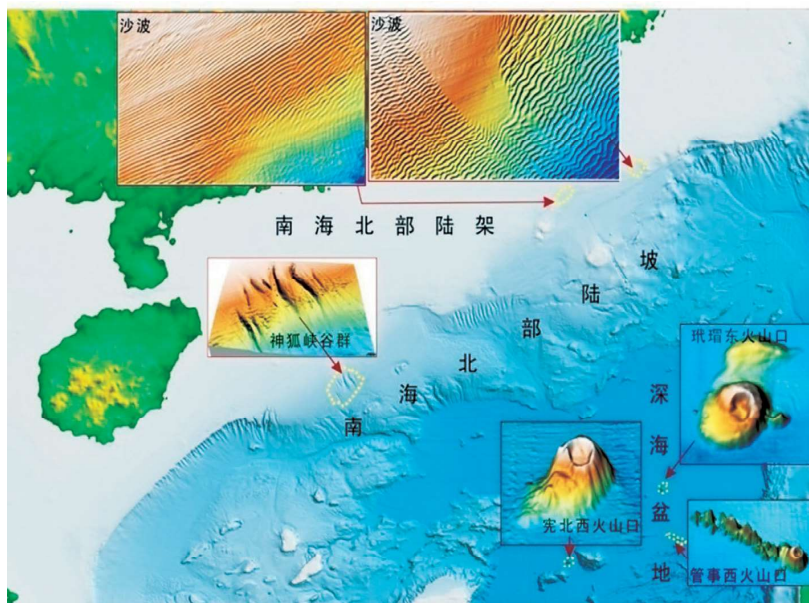 沙波
沙波
南海北部陆架
神狐峡谷群
南海北部陆坡
玳瑁东火山口
深海盆地
宪北西火山口
管事西火山口